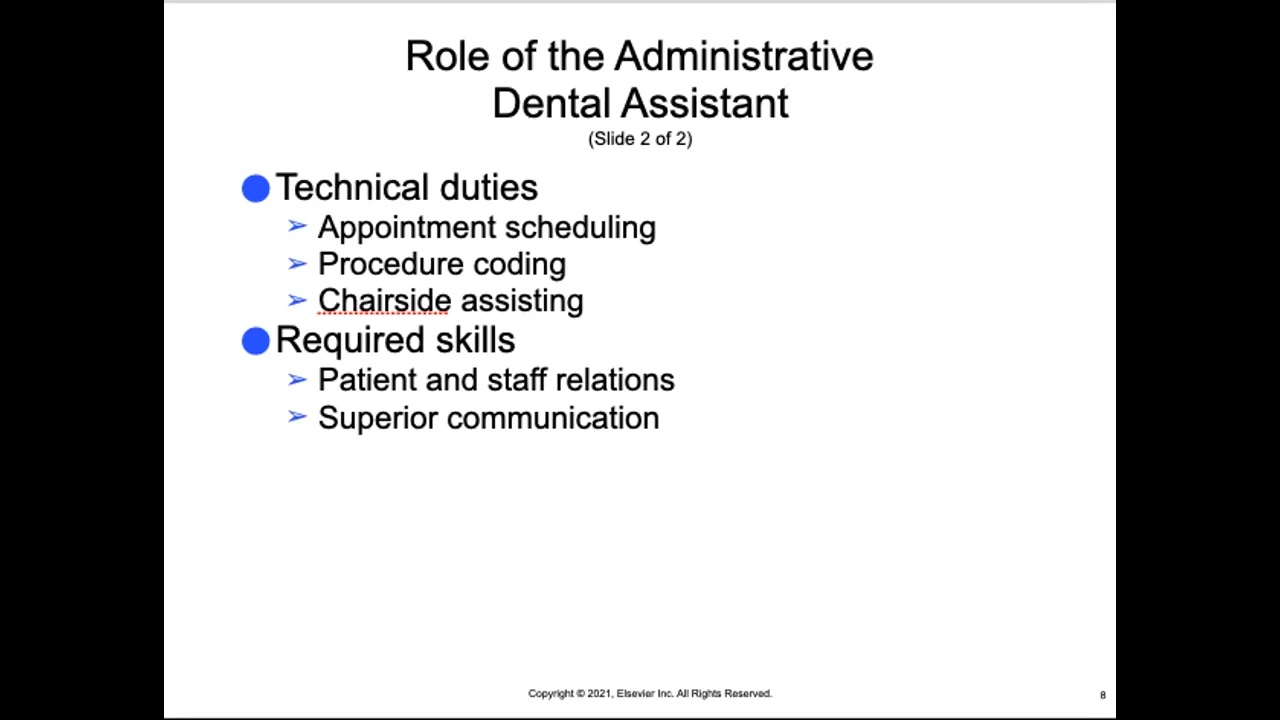 Role of the Administrative
Dental Assistant
(Slide 2 of 2)
Technical duties
➢ Appointment scheduling
➢ Procedure coding
➢ Chairside assisting
Required skills
➢ Patient and staff relations
➢ Superior communication
Copyright © 2021, Elsevier Inc. All Rights Reserved.
8